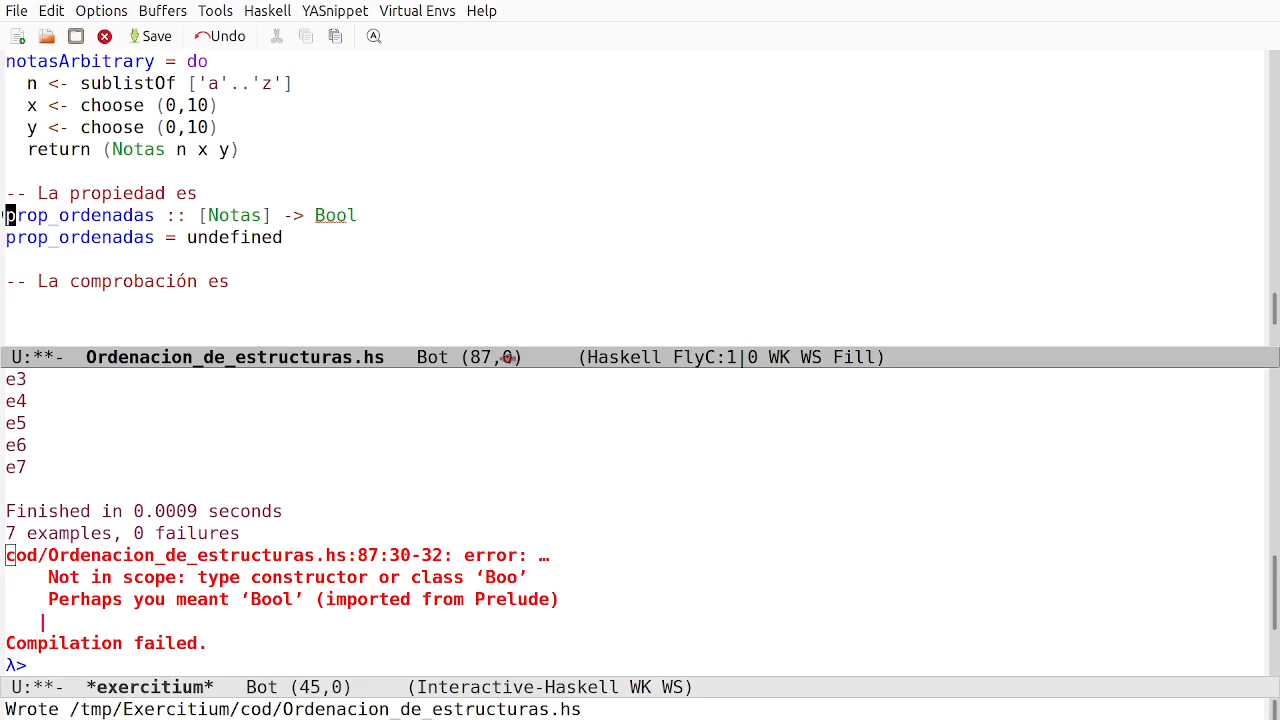 File Edit Options Buffers Tools Haskell YASnippet Virtual Envs Help
Save Undo
notasArbitrary = do
  n <- sublistOf ['a'..'z']
  x <- choose (0,10)
  y <- choose (0,10)
  return (Notas n x y)
-- La propiedad es
prop_ordenadas :: [Notas] -> Bool
prop_ordenadas = undefined
-- La comprobación es
U:**-  Ordenacion_de_estructuras.hs   Bot (87,0)     (Haskell FlyC:1|0 WK WS Fill)
e3
e4
e5
e6
e7
Finished in 0.0009 seconds
7 examples, 0 failures
cod/Ordenacion_de_estructuras.hs:87:30-32: error: …
    Not in scope: type constructor or class ‘Boo’
    Perhaps you meant ‘Bool’ (imported from Prelude)
   |
Compilation failed.
λ>
U:**-  *exercitium*   Bot (45,0)     (Interactive-Haskell WK WS)
Wrote /tmp/Exercitium/cod/Ordenacion_de_estructuras.hs